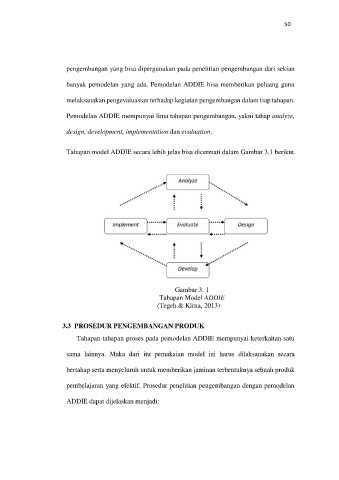 50
pengembangan yang bisa dipergunakan pada penelitian pengembangan dari sekian
banyak pemodelan yang ada. Pemodelan ADDIE bisa memberikan peluang guna
melaksanakan pengevaluasian terhadap kegiatan pengembangan dalam tiap tahapan.
Pemodelan ADDIE mempunyai lima tahapan pengembangan, yakni tahap analyze,
design, development, implementation dan evaluation.
Tahapan model ADDIE secara lebih jelas bisa dicermati dalam Gambar 3.1 berikut.
Analyze
Implement Evaluate Design
Develop
Gambar 3. 1
Tahapan Model ADDIE
(Tegeh & Kirna, 2013)
3.3 PROSEDUR PENGEMBANGAN PRODUK
Tahapan-tahapan proses pada pemodelan ADDIE mempunyai keterkaitan satu
sama lainnya. Maka dari itu pemakaian model ini harus dilaksanakan secara
bertahap serta menyeluruh untuk memberikan jaminan terbentuknya sebuah produk
pembelajaran yang efektif. Prosedur penelitian pengembangan dengan pemodelan
ADDIE dapat dijelaskan menjadi: